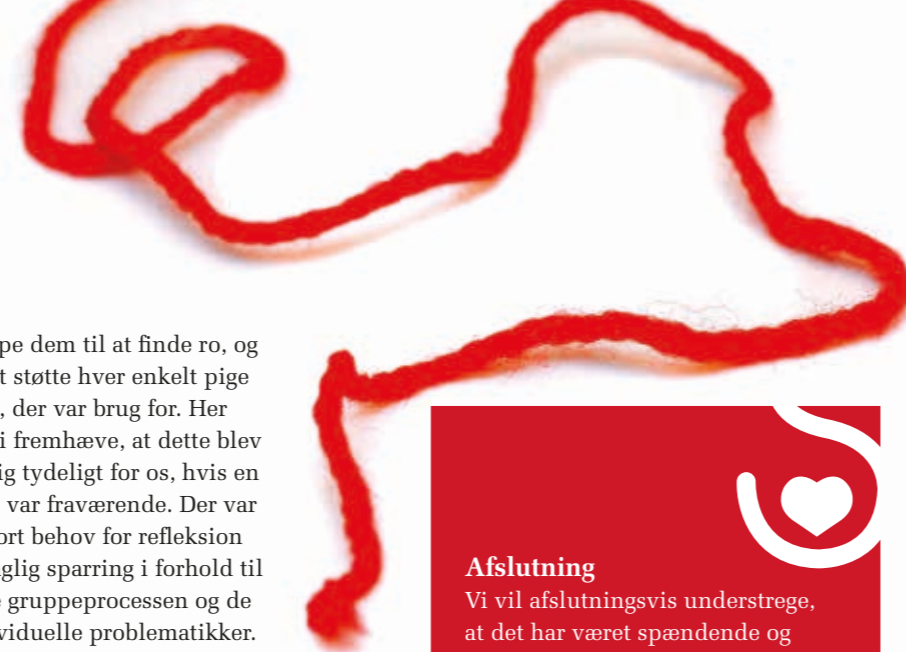 pe dem til at finde ro, og
t støtte hver enkelt pige
, der var brug for. Her
i fremhæve, at dette blev
ig tydeligt for os, hvis en
var fraværende. Der var
ort behov for refleksion
glig sparring i forhold til
e gruppeprocessen og de
viduelle problematikker.
Afslutning
Vi vil afslutningsvis understrege,
at det har været spændende og